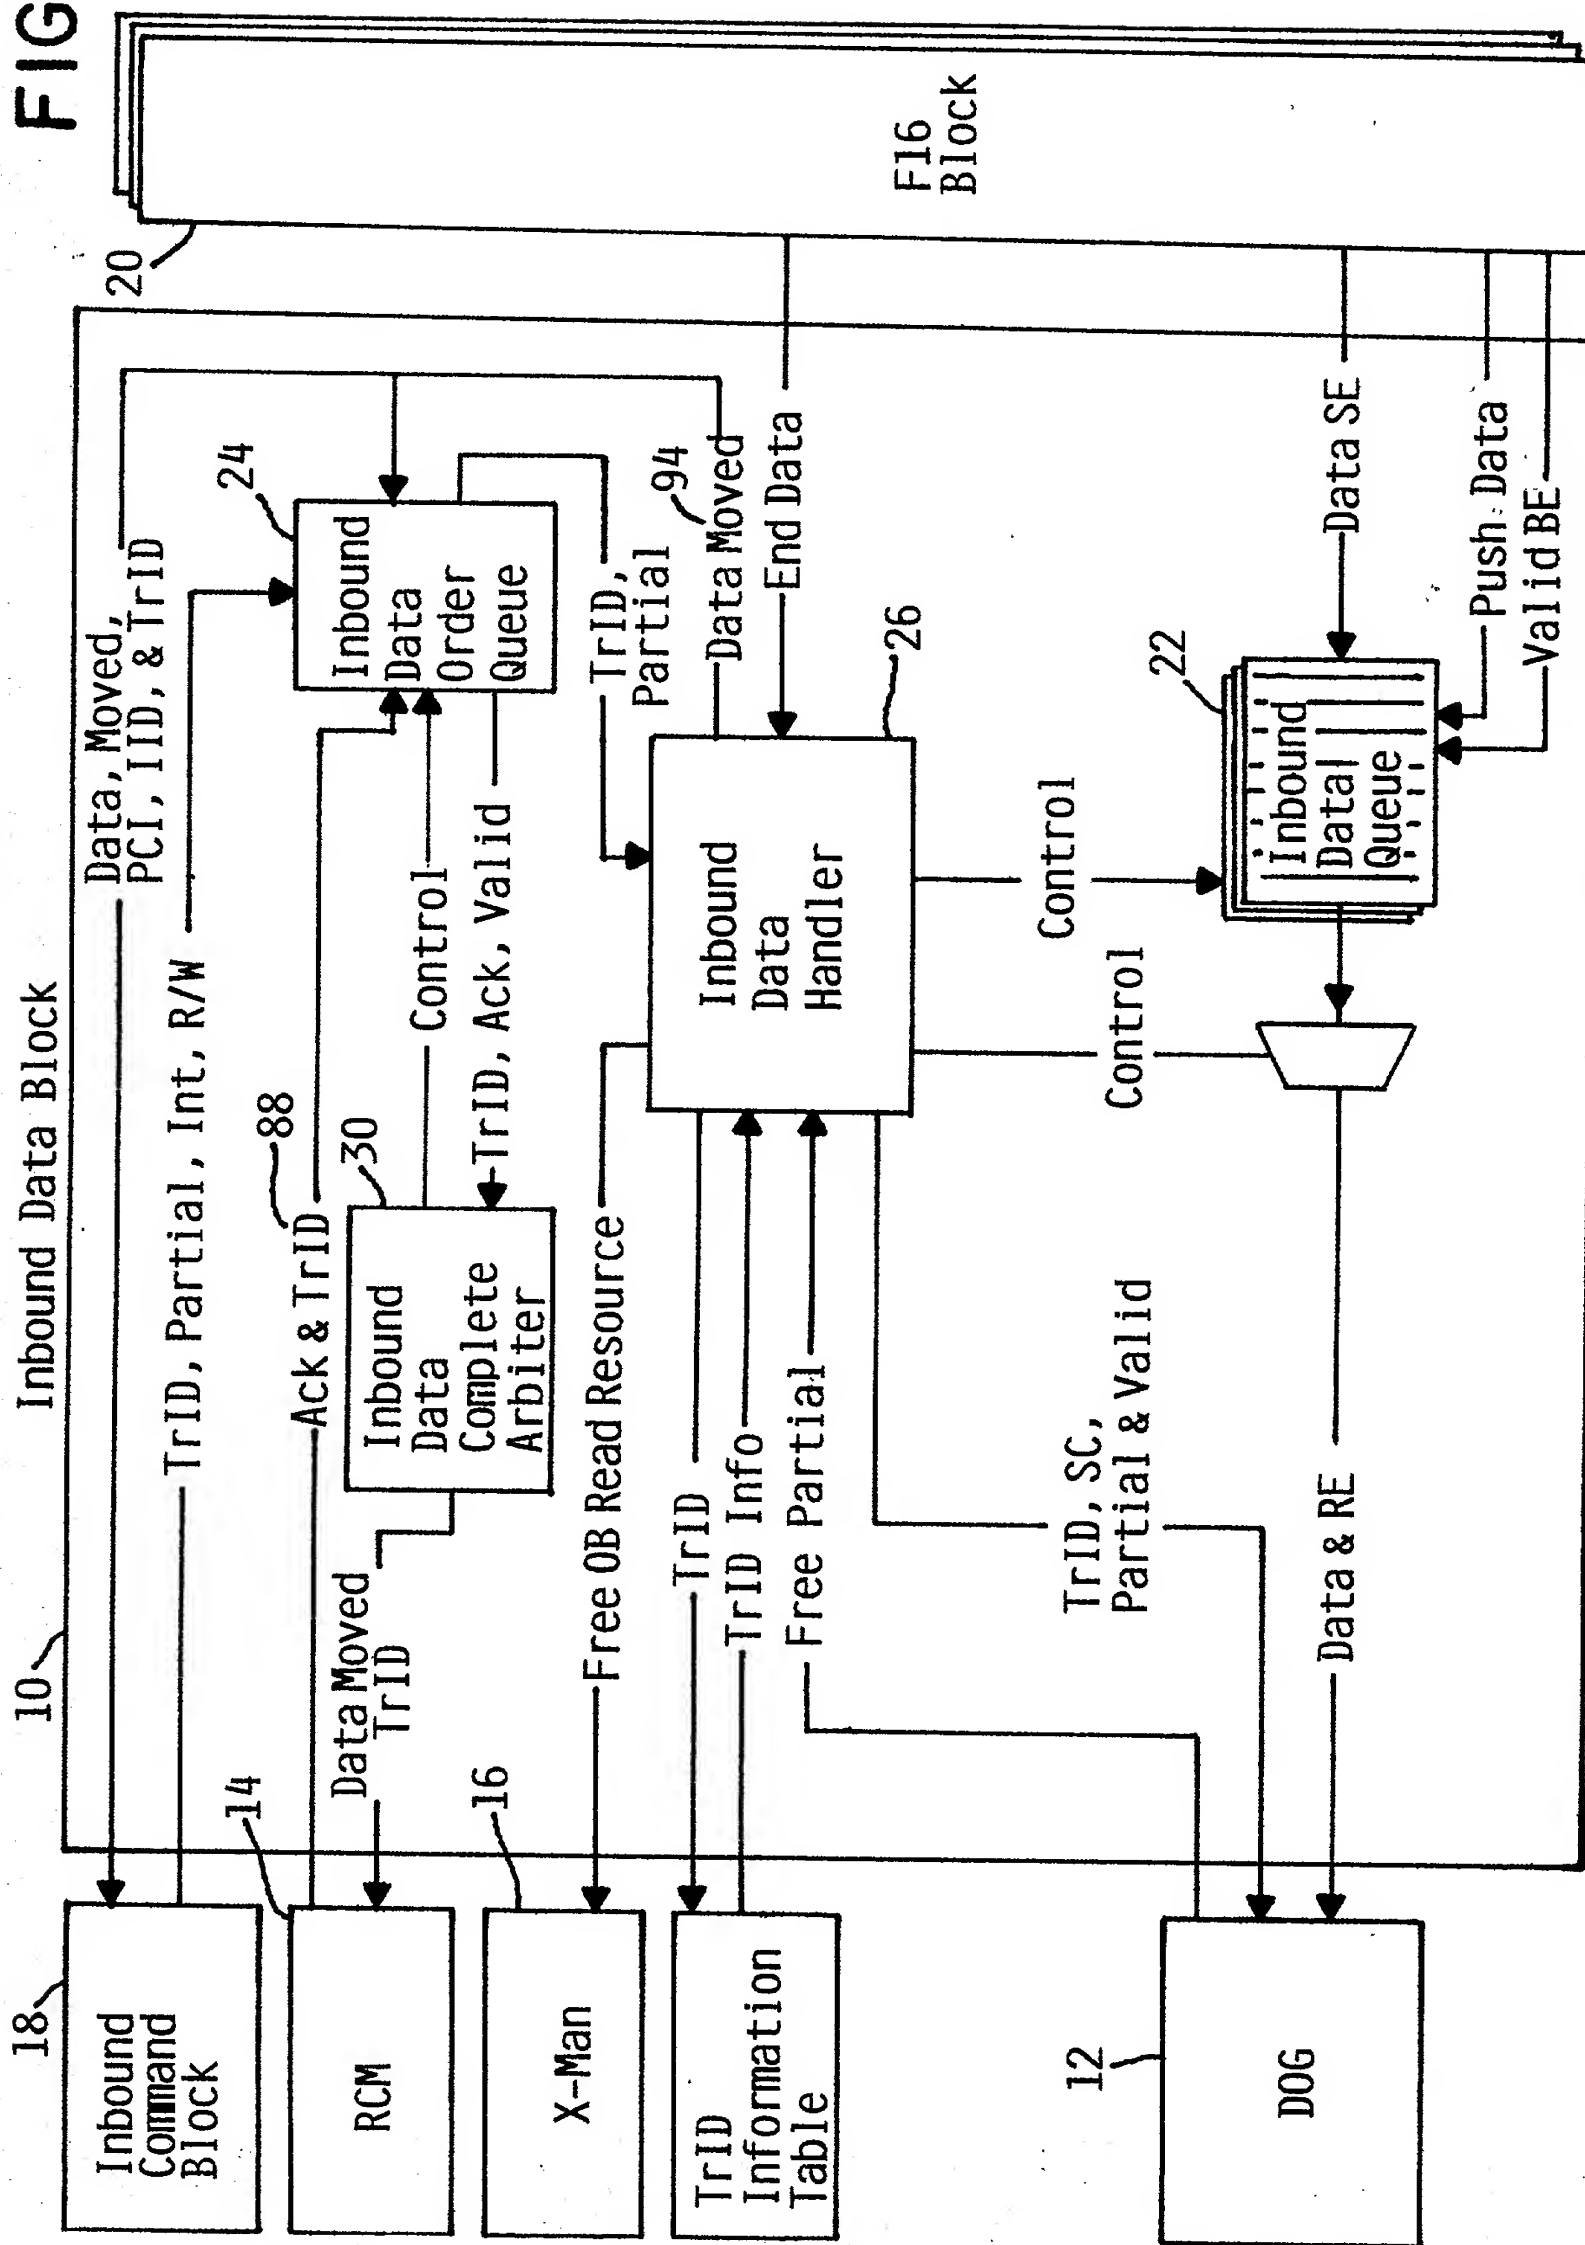 FIG
Inbound Data Block
10
20
F16
Block
18
Inbound
Command
Block
Data, Moved,
PCI, IID, & TrID
TrID, Partial, Int, R/W
24
Inbound
Data
Order
Queue
14
RCM
Ack & TrID
88
30
Inbound
Data
Complete
Arbiter
Control
TrID, Ack, Valid
Data Moved
TrID
TrID,
Partial
94
Data Moved
End Data
16
X-Man
Free OB Read Resource
26
Inbound
Data
Handler
TrID
Information
Table
TrID
TrID Info
Free Partial
Control
Control
22
Inbound
Data
Queue
Data SE
Push Data
Valid BE
12
DOG
TrID, SC,
Partial & Valid
Data & RE